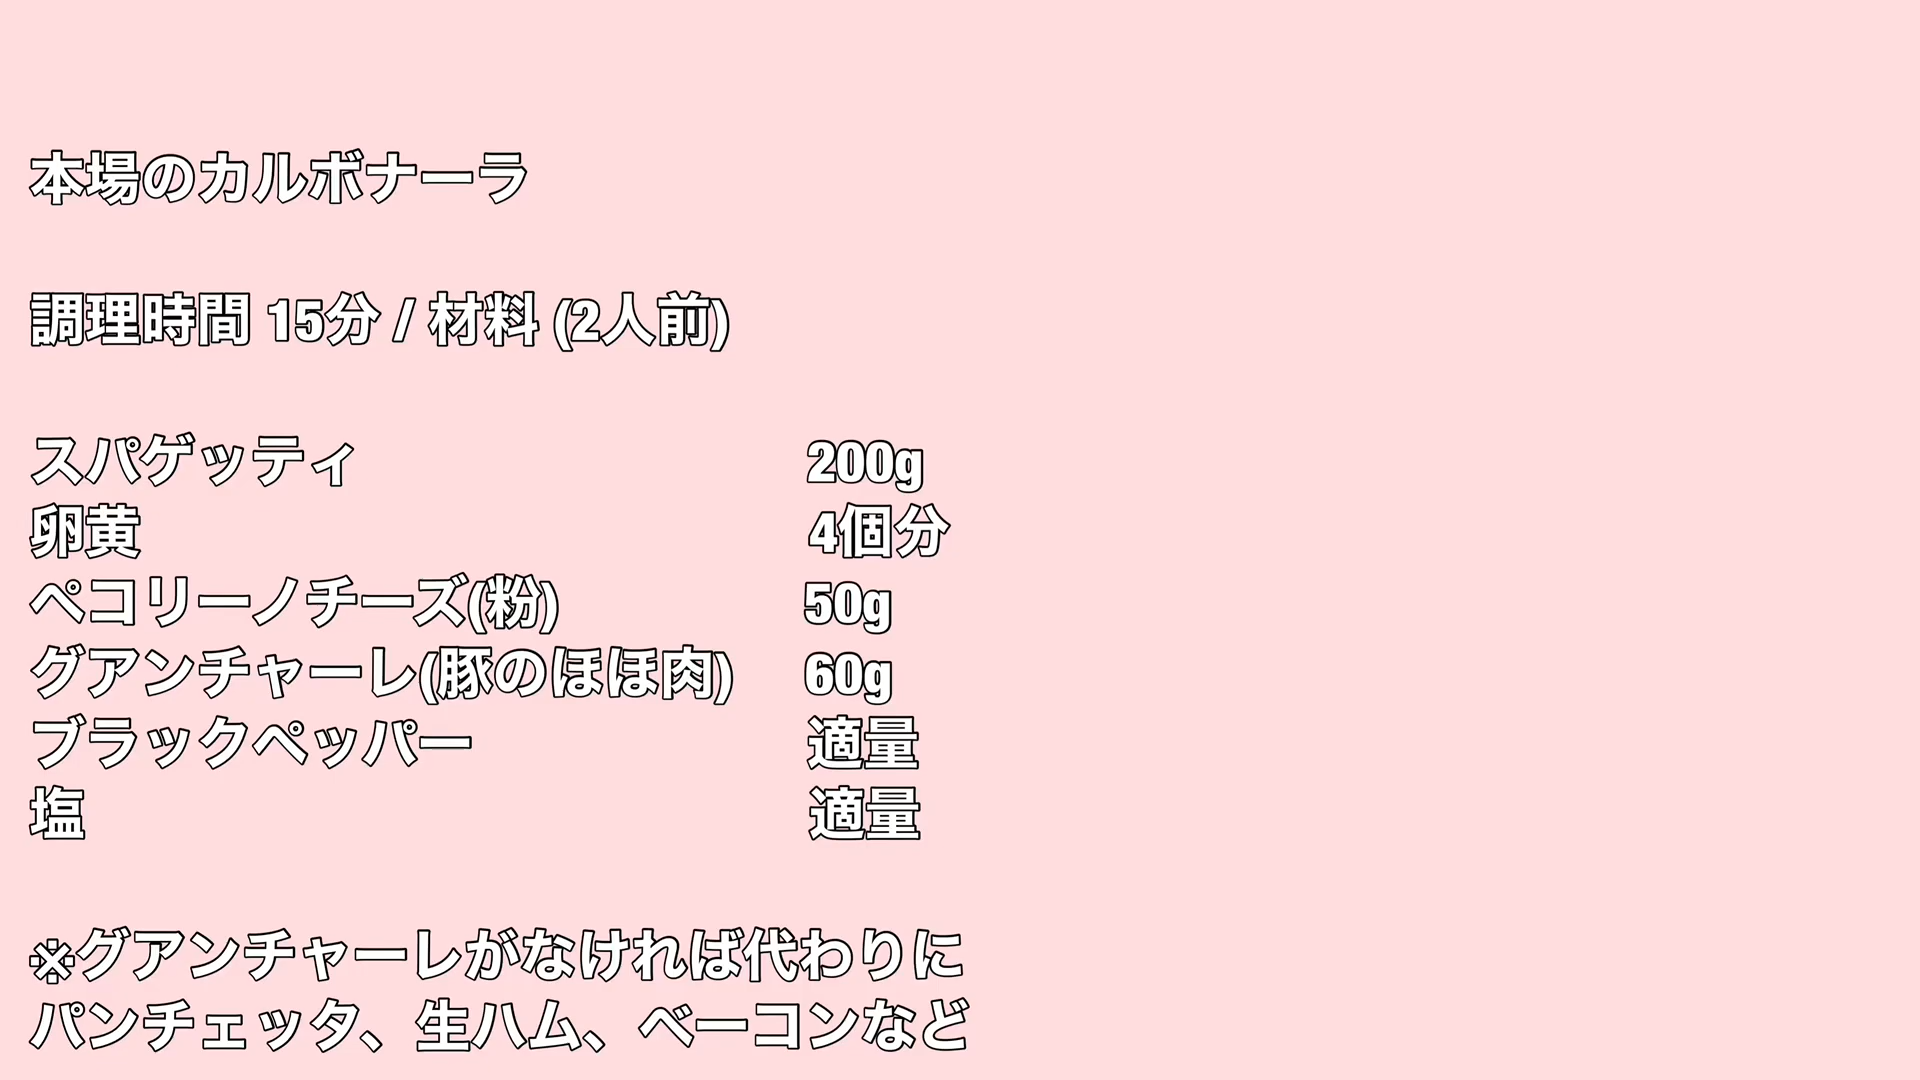 本場のカルボナーラ
調理時間 15分 / 材料 (2人前)
スパゲッティ 200g
卵黄 4個分
ペコリーノチーズ(粉) 50g
グアンチャーレ(豚のほほ肉) 60g
ブラックペッパー 適量
塩 適量
※グアンチャーレがなければ代わりに
パンチェッタ、生ハム、ベーコンなど